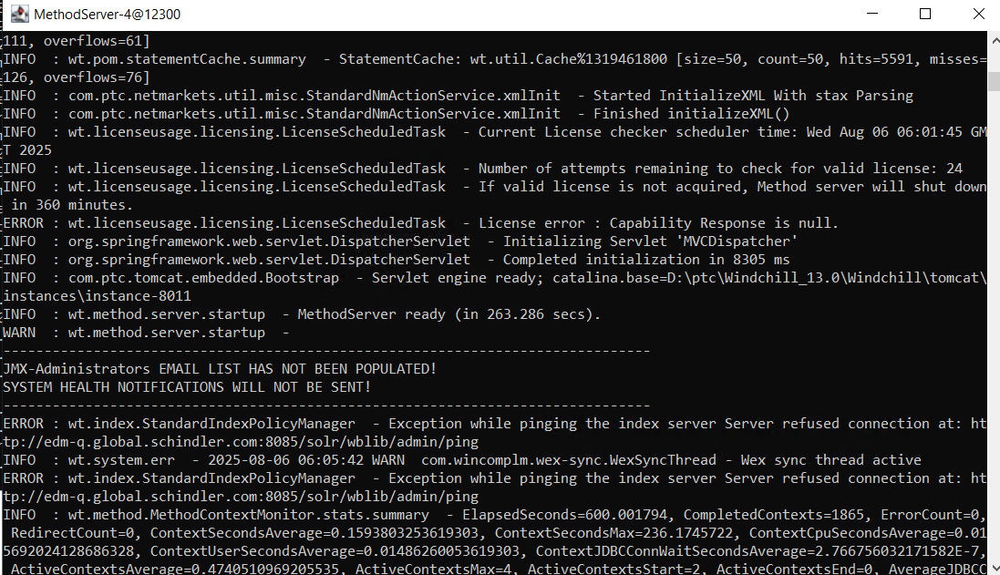 MethodServer-4@12300
111, overflows=61]
INFO  : wt.pom.statementCache.summary  - StatementCache: wt.util.Cache%1319461800 [size=50, count=50, hits=5591, misses=
126, overflows=76]
INFO  : com.ptc.netmarkets.util.misc.StandardNmActionService.xmlInit  - Started InitializeXML With stax Parsing
INFO  : com.ptc.netmarkets.util.misc.StandardNmActionService.xmlInit  - Finished initializeXML()
INFO  : wt.licenseusage.licensing.LicenseScheduledTask  - Current License checker scheduler time: Wed Aug 06 06:01:45 GM
T 2025
INFO  : wt.licenseusage.licensing.LicenseScheduledTask  - Number of attempts remaining to check for valid license: 24
INFO  : wt.licenseusage.licensing.LicenseScheduledTask  - If valid license is not acquired, Method server will shut down
 in 360 minutes.
ERROR : wt.licenseusage.licensing.LicenseScheduledTask  - License error : Capability Response is null.
INFO  : org.springframework.web.servlet.DispatcherServlet  - Initializing Servlet 'MVCDispatcher'
INFO  : org.springframework.web.servlet.DispatcherServlet  - Completed initialization in 8305 ms
INFO  : com.ptc.tomcat.embedded.Bootstrap  - Servlet engine ready; catalina.base=D:\ptc\Windchill_13.0\Windchill\tomcat\
instances\instance-8011
INFO  : wt.method.server.startup  - MethodServer ready (in 263.286 secs).
WARN  : wt.method.server.startup  -
-------------------------------------------------------------------------------
JMX-Administrators EMAIL LIST HAS NOT BEEN POPULATED!
SYSTEM HEALTH NOTIFICATIONS WILL NOT BE SENT!
-------------------------------------------------------------------------------
ERROR : wt.index.StandardIndexPolicyManager  - Exception while pinging the index server Server refused connection at: ht
tp://edm-q.global.schindler.com:8085/solr/wblib/admin/ping
INFO  : wt.system.err  - 2025-08-06 06:05:42 WARN  com.wincomplm.wex-sync.WexSyncThread - Wex sync thread active
ERROR : wt.index.StandardIndexPolicyManager  - Exception while pinging the index server Server refused connection at: ht
tp://edm-q.global.schindler.com:8085/solr/wblib/admin/ping
INFO  : wt.method.MethodContextMonitor.stats.summary  - ElapsedSeconds=600.001794, CompletedContexts=1865, ErrorCount=0,
 RedirectCount=0, ContextSecondsAverage=0.1593803253619303, ContextSecondsMax=236.1745722, ContextCpuSecondsAverage=0.01
5692024128686328, ContextUserSecondsAverage=0.01486260053619303, ContextJDBCConnWaitSecondsAverage=2.766756032171582E-7,
 ActiveContextsAverage=0.4740510969205535, ActiveContextsMax=4, ActiveContextsStart=2, ActiveContextsEnd=0, AverageJDBCC